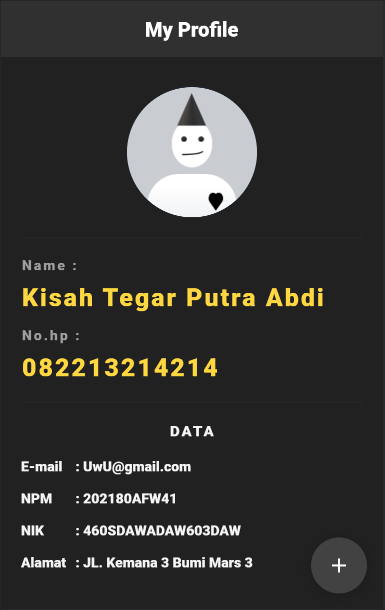 My Profile
Name :
Kisah Tegar Putra Abdi
No.hp :
082213214214
DATA
E-mail : UwU@gmail.com
NPM : 202180AFW41
NIK : 460SDAWADAW603DAW
Alamat : JL. Kemana 3 Bumi Mars 3
+